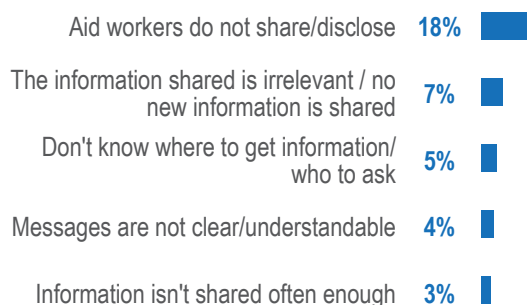 Aid workers do not share/disclose 18%
The information shared is irrelevant / no
new information is shared 7%
Don't know where to get information/
who to ask 5%
Messages are not clear/understandable 4%
Information isn't shared often enough 3%